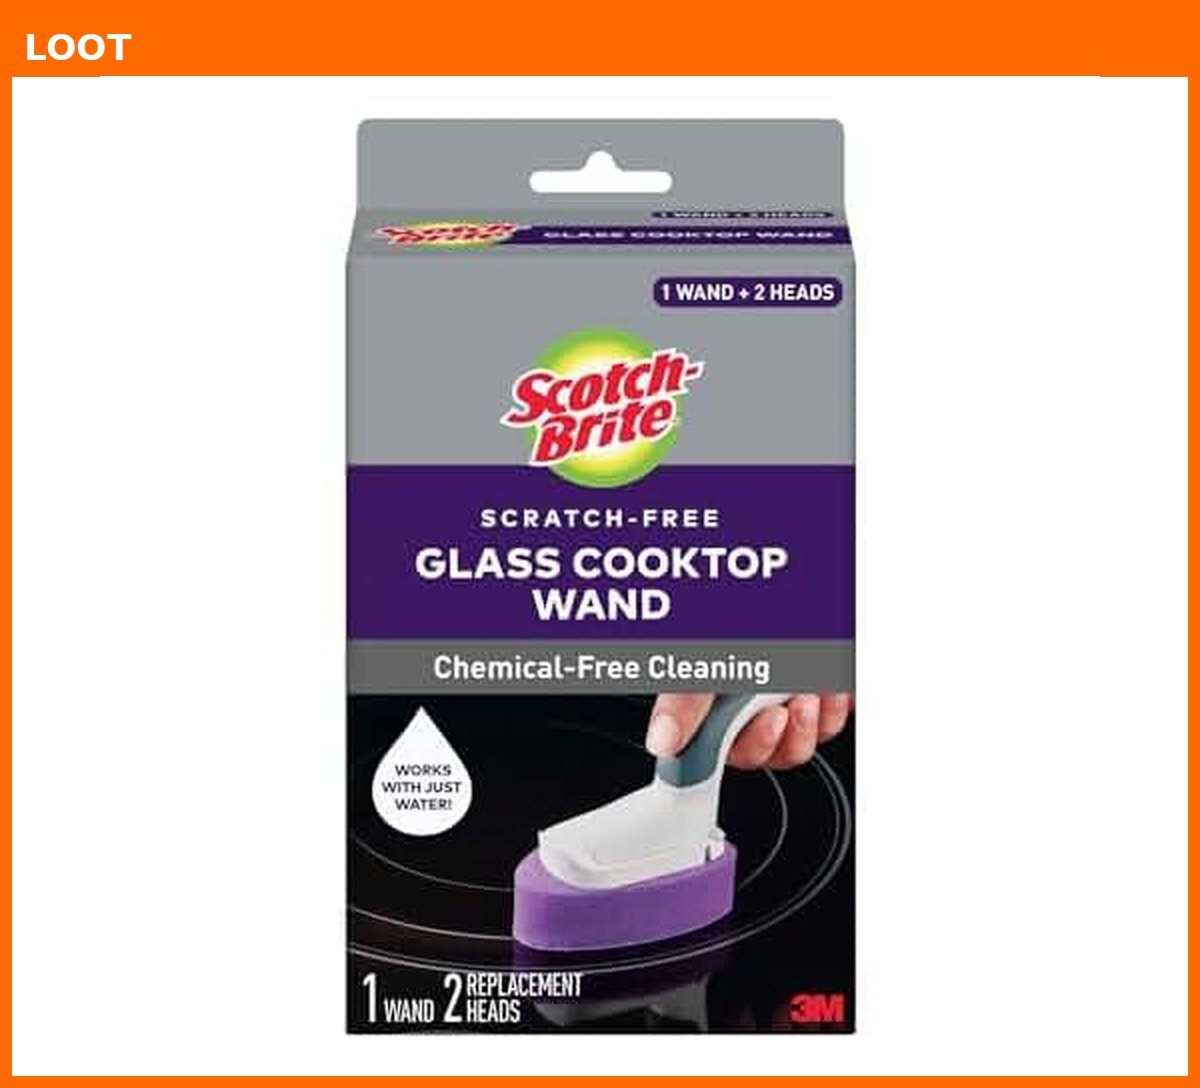 LOOT
1 WAND + 2 HEADS
Scotch-
Brite
GLASS COOKTOP WAND
1 WAND + 2 HEADS
Scotch-
Brite
SCRATCH-FREE
GLASS COOKTOP
WAND
Chemical-Free Cleaning
WORKS
WITH JUST
WATER!
1 WAND 2 REPLACEMENT
HEADS
3M